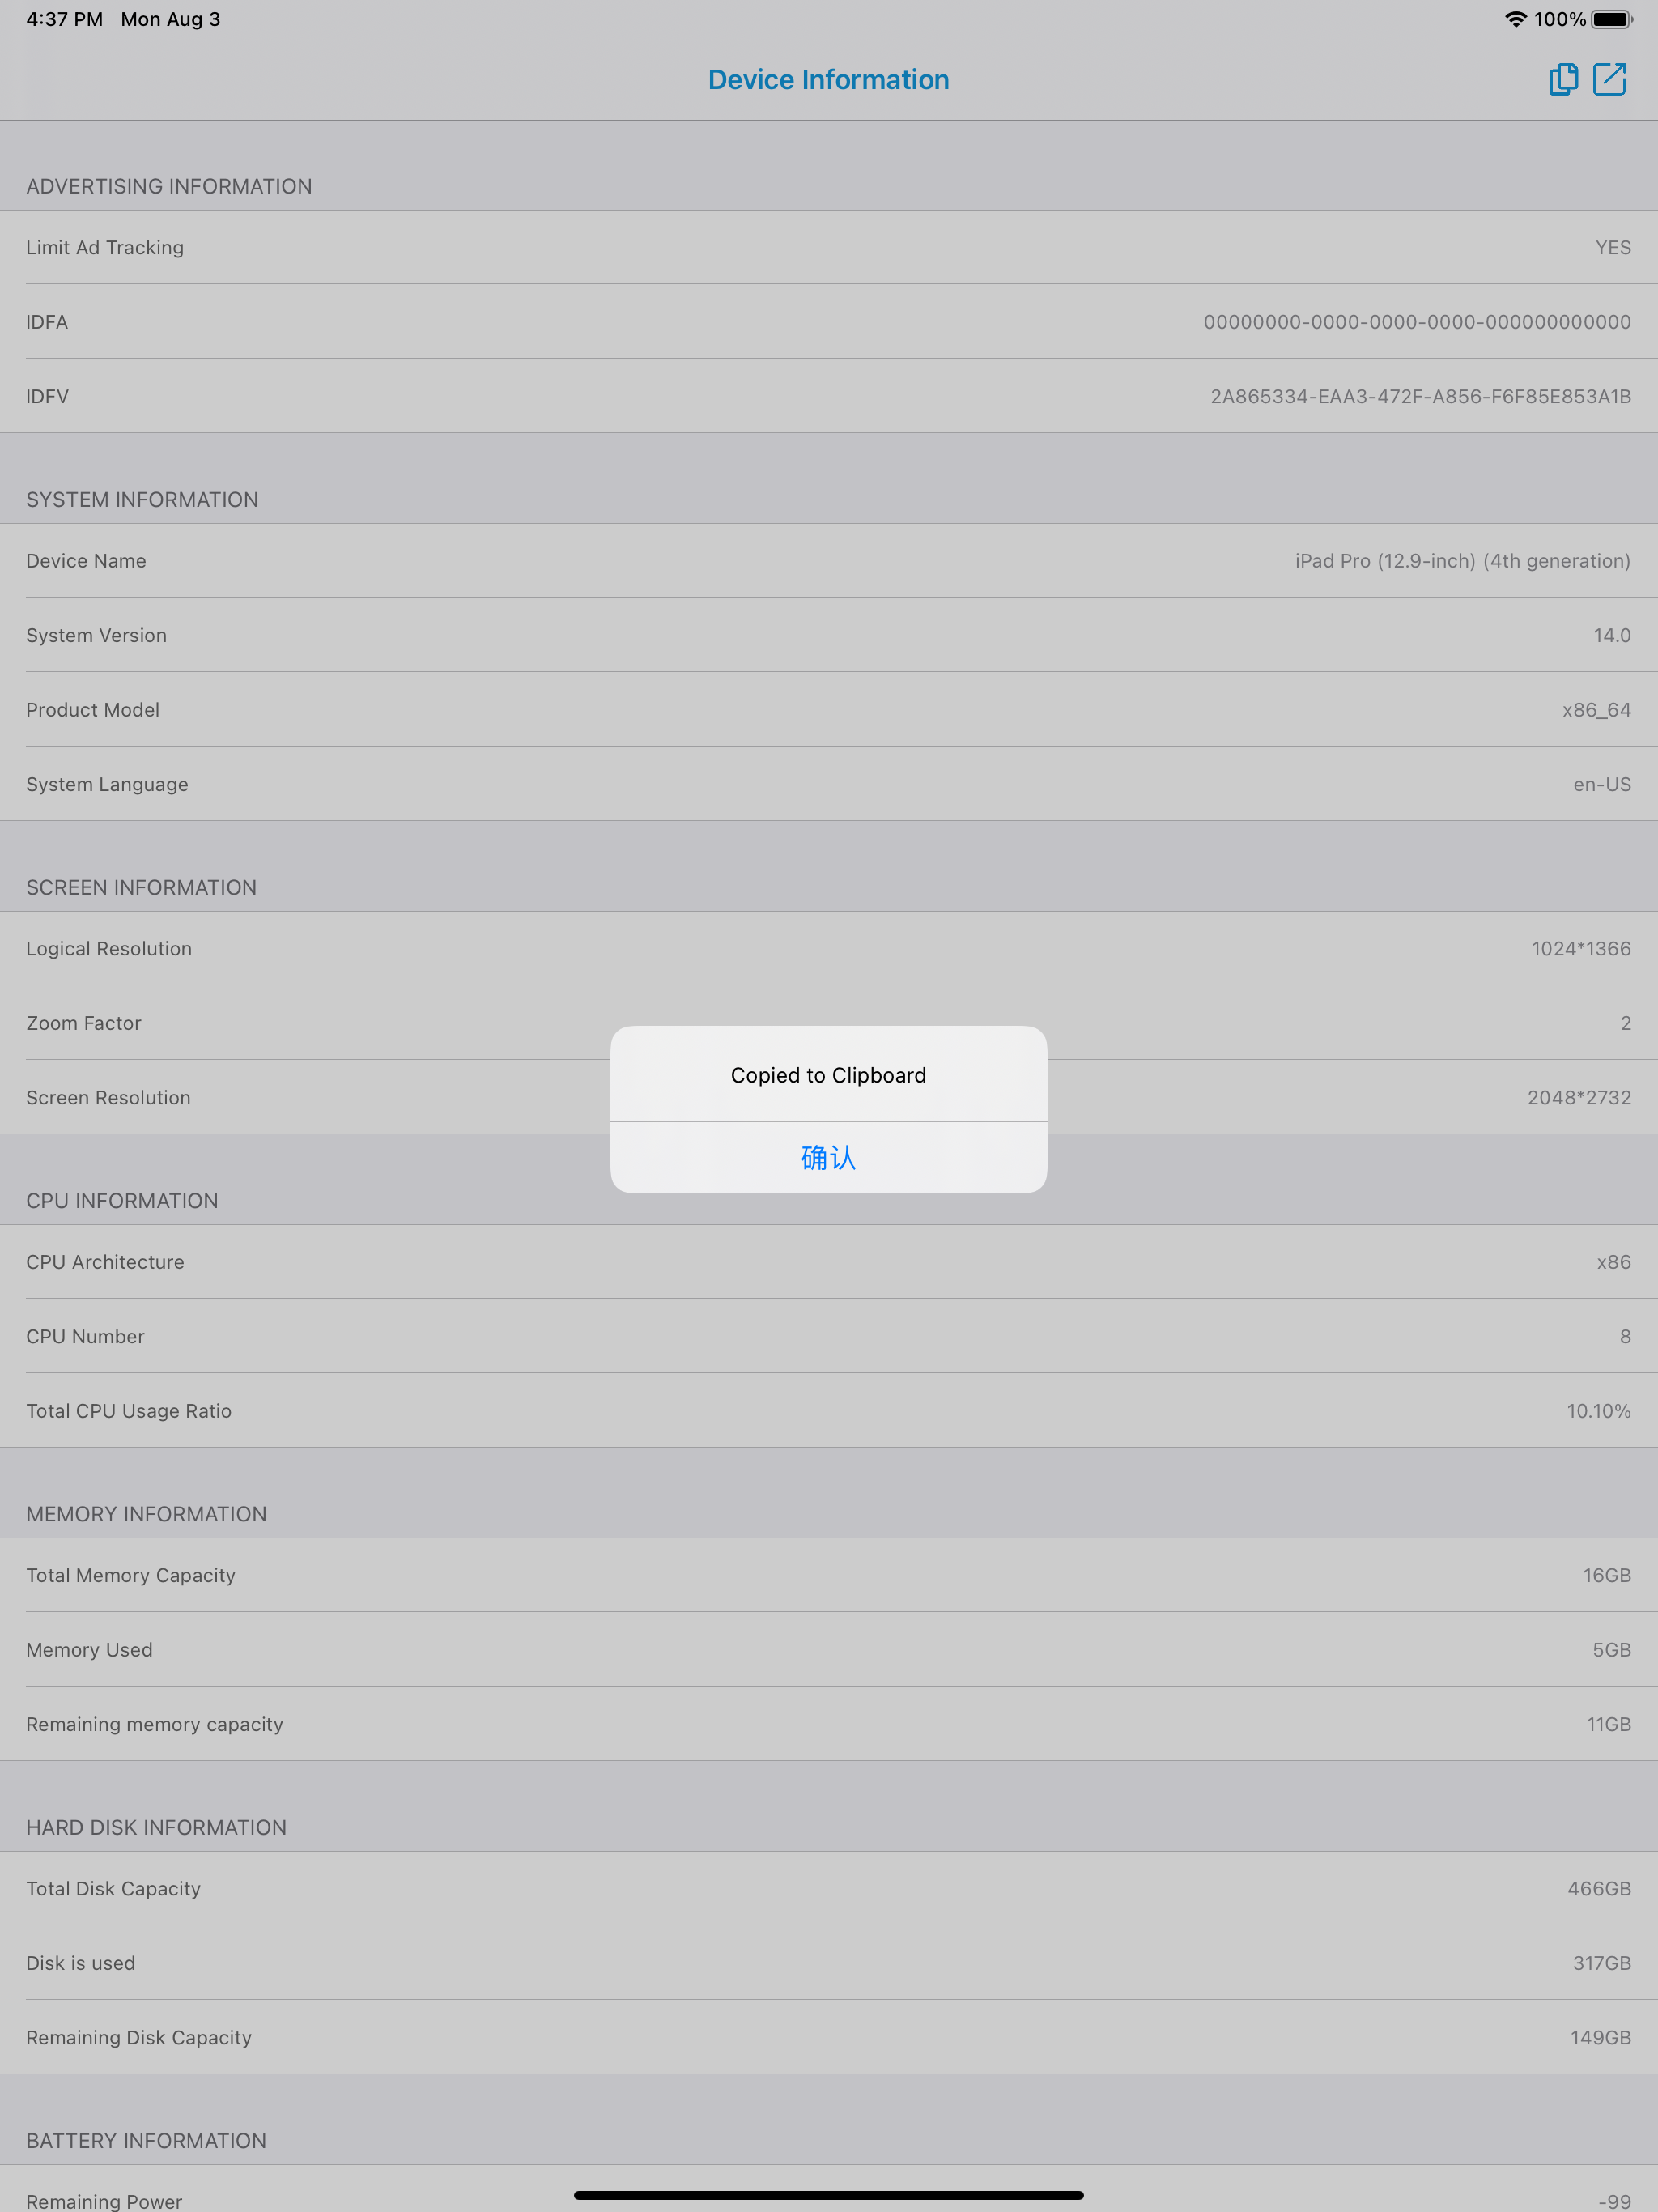 4:37 PM Mon Aug 3 100%
Device Information
ADVERTISING INFORMATION
Limit Ad Tracking YES
IDFA 00000000-0000-0000-0000-000000000000
IDFV 2A865334-EAA3-472F-A856-F6F85E853A1B
SYSTEM INFORMATION
Device Name iPad Pro (12.9-inch) (4th generation)
System Version 14.0
Product Model x86_64
System Language en-US
SCREEN INFORMATION
Logical Resolution 1024*1366
Zoom Factor 2
Screen Resolution 2048*2732
Copied to Clipboard
确认
CPU INFORMATION
CPU Architecture x86
CPU Number 8
Total CPU Usage Ratio 10.10%
MEMORY INFORMATION
Total Memory Capacity 16GB
Memory Used 5GB
Remaining memory capacity 11GB
HARD DISK INFORMATION
Total Disk Capacity 466GB
Disk is used 317GB
Remaining Disk Capacity 149GB
BATTERY INFORMATION
Remaining Power -99